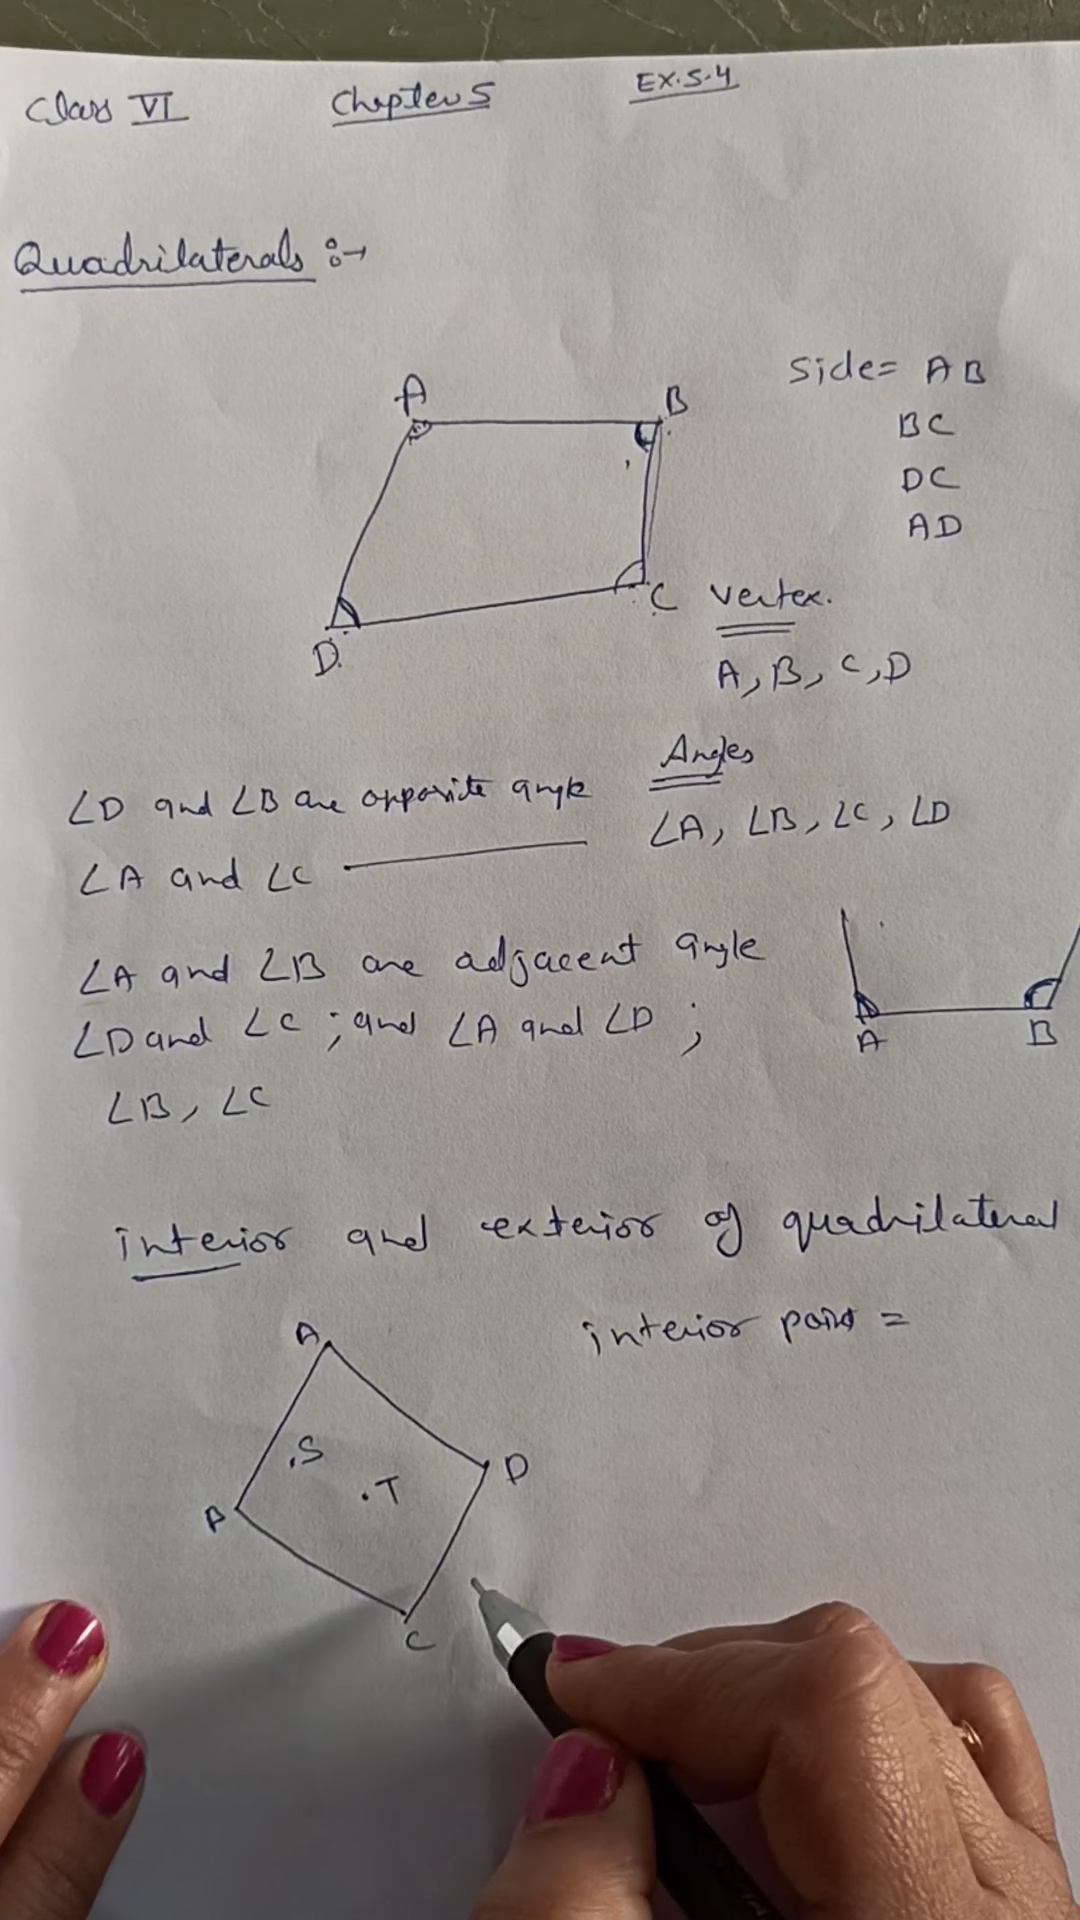 Class VI Chapter 5 EX.5.4
Quadrilaterals :→
A B
D. C
Side= AB
BC
DC
AD
Vertex.
A, B, C, D
Angles
∠A, ∠B, ∠C, ∠D
∠D and ∠B are opposite angle
∠A and ∠C
∠A and ∠B are adjacent angle
∠D and ∠C ; and ∠A and ∠D ;
∠B, ∠C
A B
interior and exterior of quadrilateral
interior point =
A
.S
D
.T
C